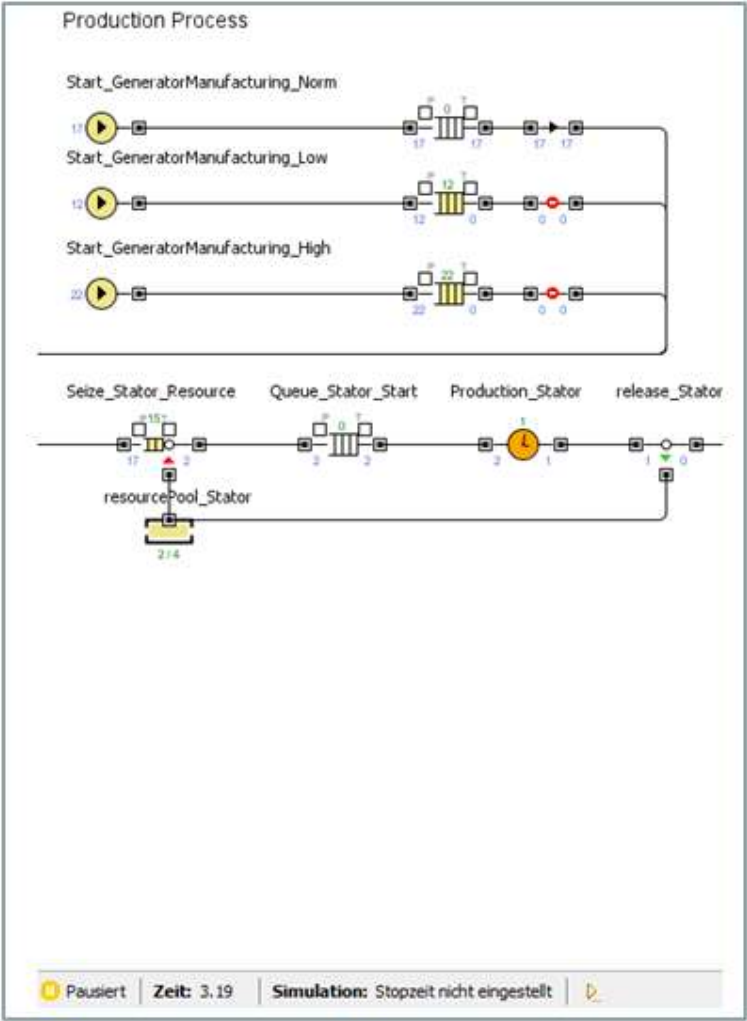 Production Process
Start_GeneratorManufacturing_Norm
P 0 T
17 17 17 17 17
Start_GeneratorManufacturing_Low
P 12 T
12 12 0 0 0
Start_GeneratorManufacturing_High
P 22 T
22 22 0 0 0
Seize_Stator_Resource Queue_Stator_Start Production_Stator release_Stator
P 15 T P 0 T 1
17 2 2 2 2 1 1 0
resourcePool_Stator
2/4
Pausiert Zeit: 3.19 Simulation: Stopzeit nicht eingestellt